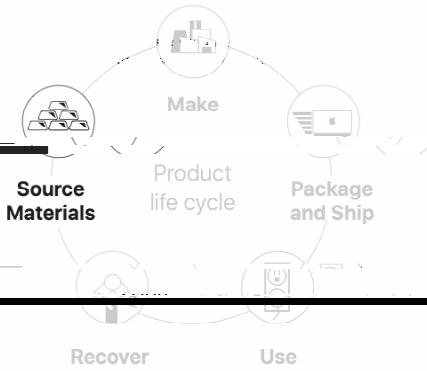 Make
Product
life cycle
Source
Materials
Package
and Ship
Recover
Use